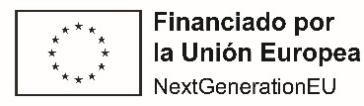 Financiado por
la Unión Europea
NextGenerationEU